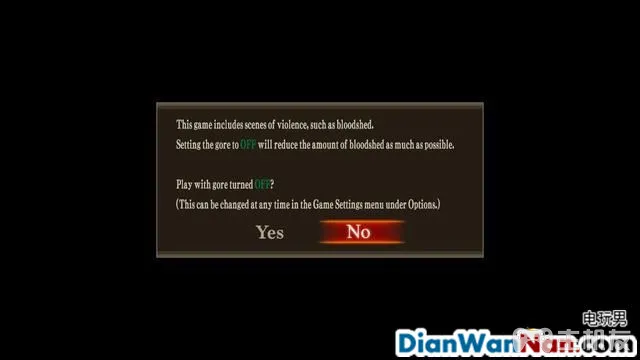 This game includes scenes of violence, such as bloodshed.
Setting the gore to OFF will reduce the amount of bloodshed as much as possible.
Play with gore turned OFF?
(This can be changed at any time in the Game Settings menu under Options.)
Yes No
电玩男
DianWanNan.com